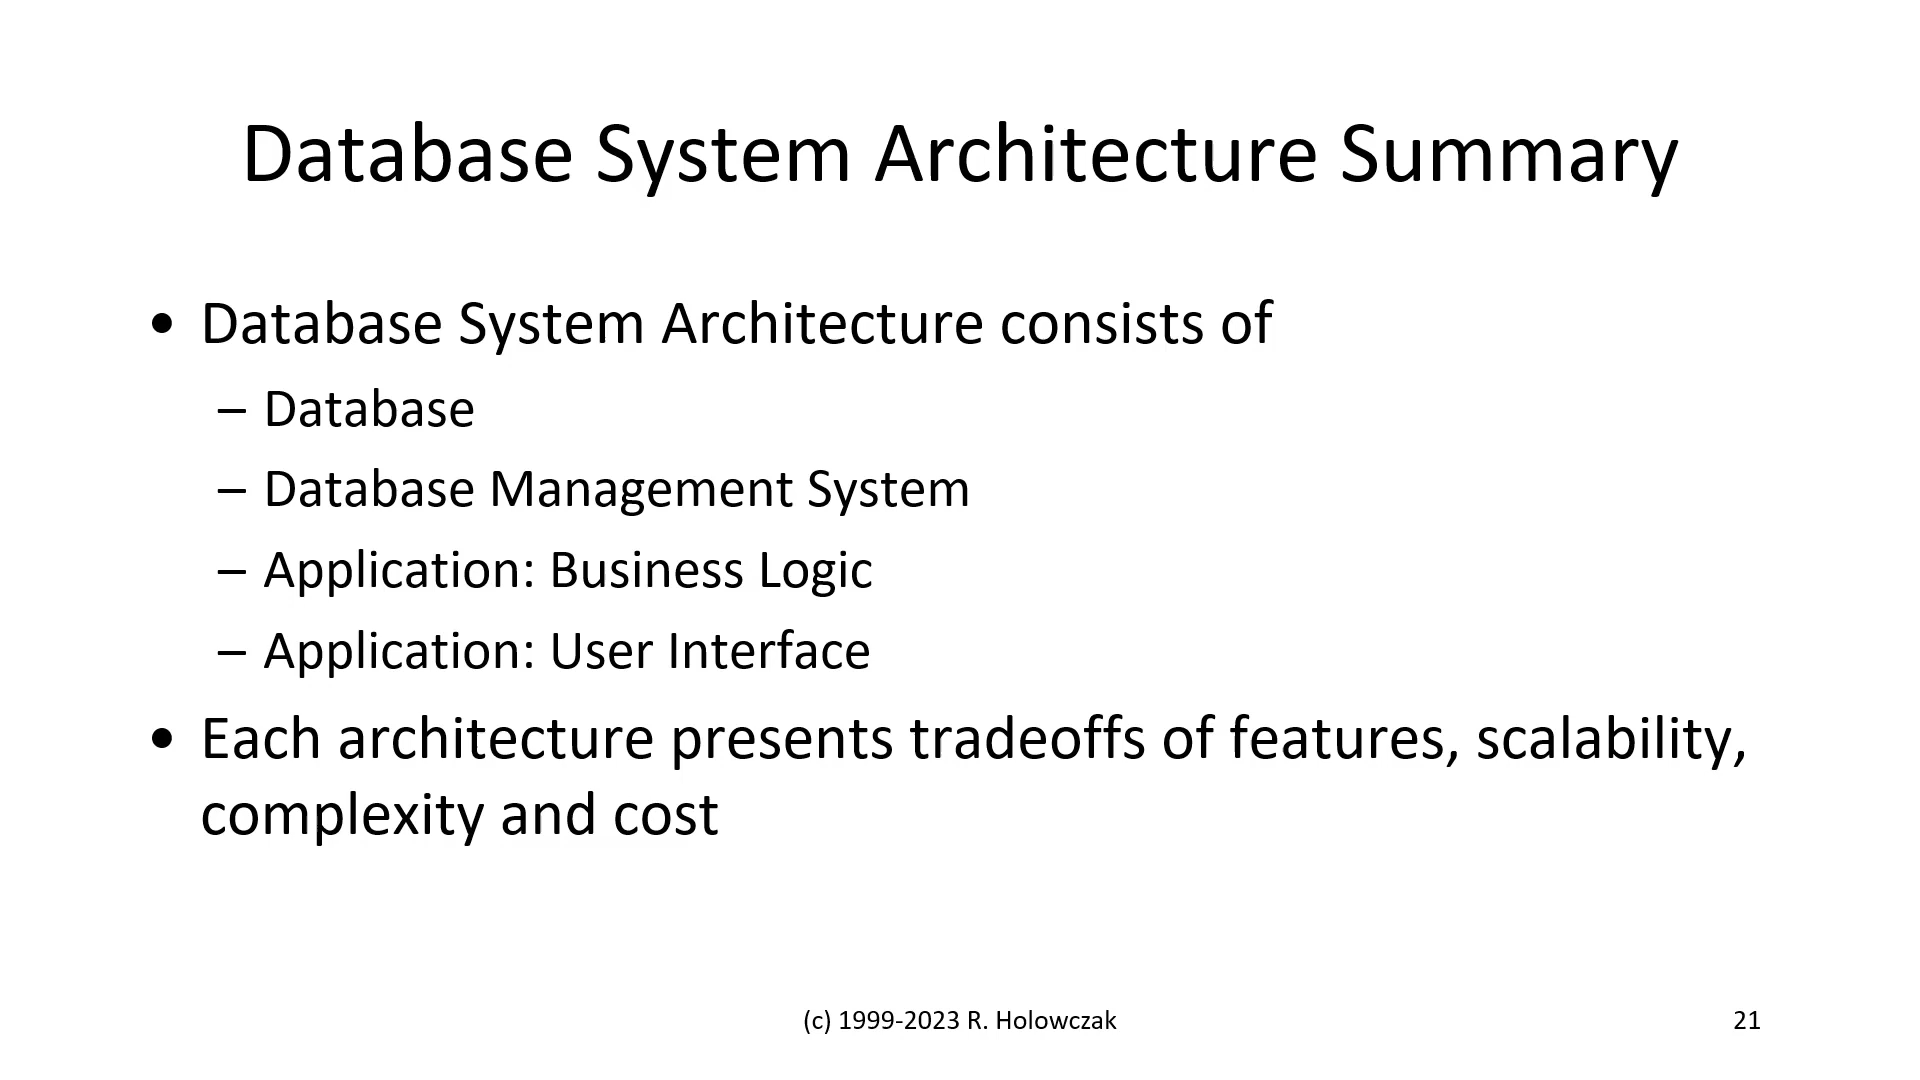 Database System Architecture Summary
• Database System Architecture consists of
– Database
– Database Management System
– Application: Business Logic
– Application: User Interface
• Each architecture presents tradeoffs of features, scalability,
complexity and cost
(c) 1999-2023 R. Holowczak
21